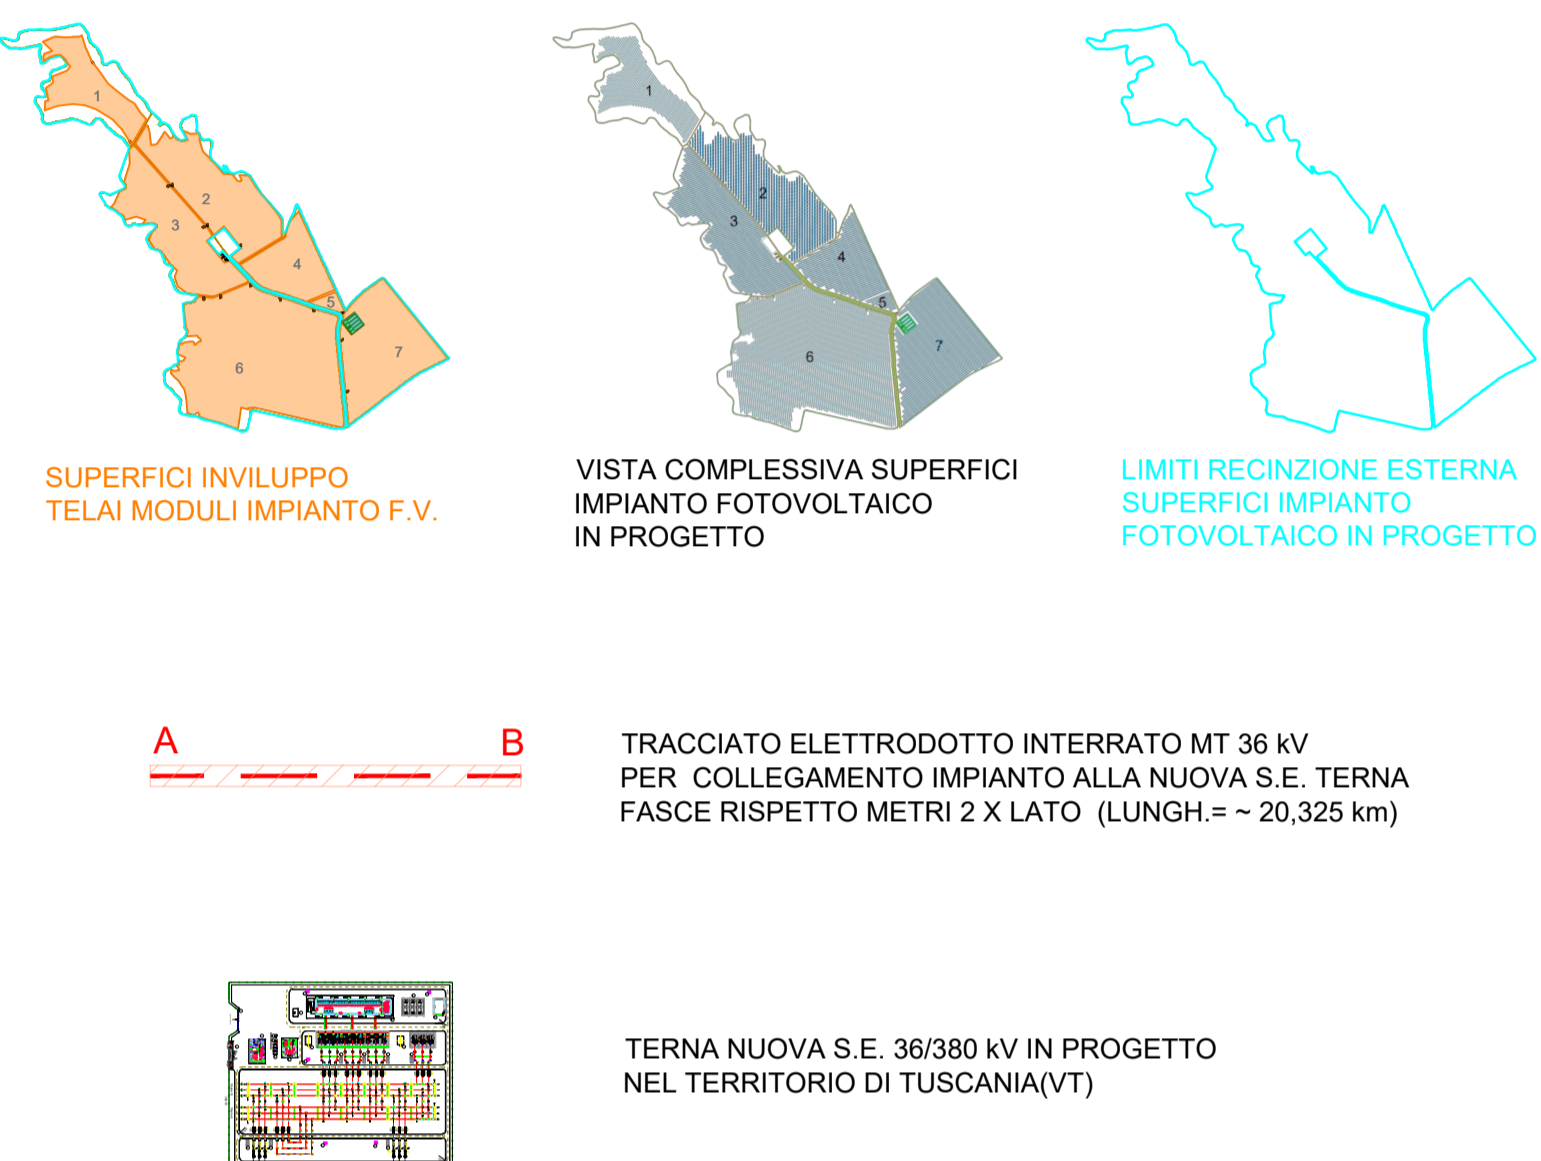 1
2
3
4
5
6
7
1
2
3
4
5
6
7
SUPERFICI INVILUPPO
TELAI MODULI IMPIANTO F.V.
VISTA COMPLESSIVA SUPERFICI
IMPIANTO FOTOVOLTAICO
IN PROGETTO
LIMITI RECINZIONE ESTERNA
SUPERFICI IMPIANTO
FOTOVOLTAICO IN PROGETTO
A B
TRACCIATO ELETTRODOTTO INTERRATO MT 36 kV
PER COLLEGAMENTO IMPIANTO ALLA NUOVA S.E. TERNA
FASCE RISPETTO METRI 2 X LATO (LUNGH.= ~ 20,325 km)
TERNA NUOVA S.E. 36/380 kV IN PROGETTO
NEL TERRITORIO DI TUSCANIA(VT)